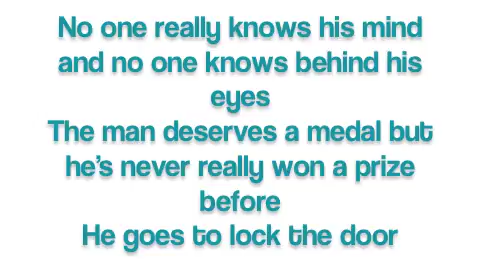 No one really knows his mind
and no one knows behind his
eyes
The man deserves a medal but
he's never really won a prize
before
He goes to lock the door